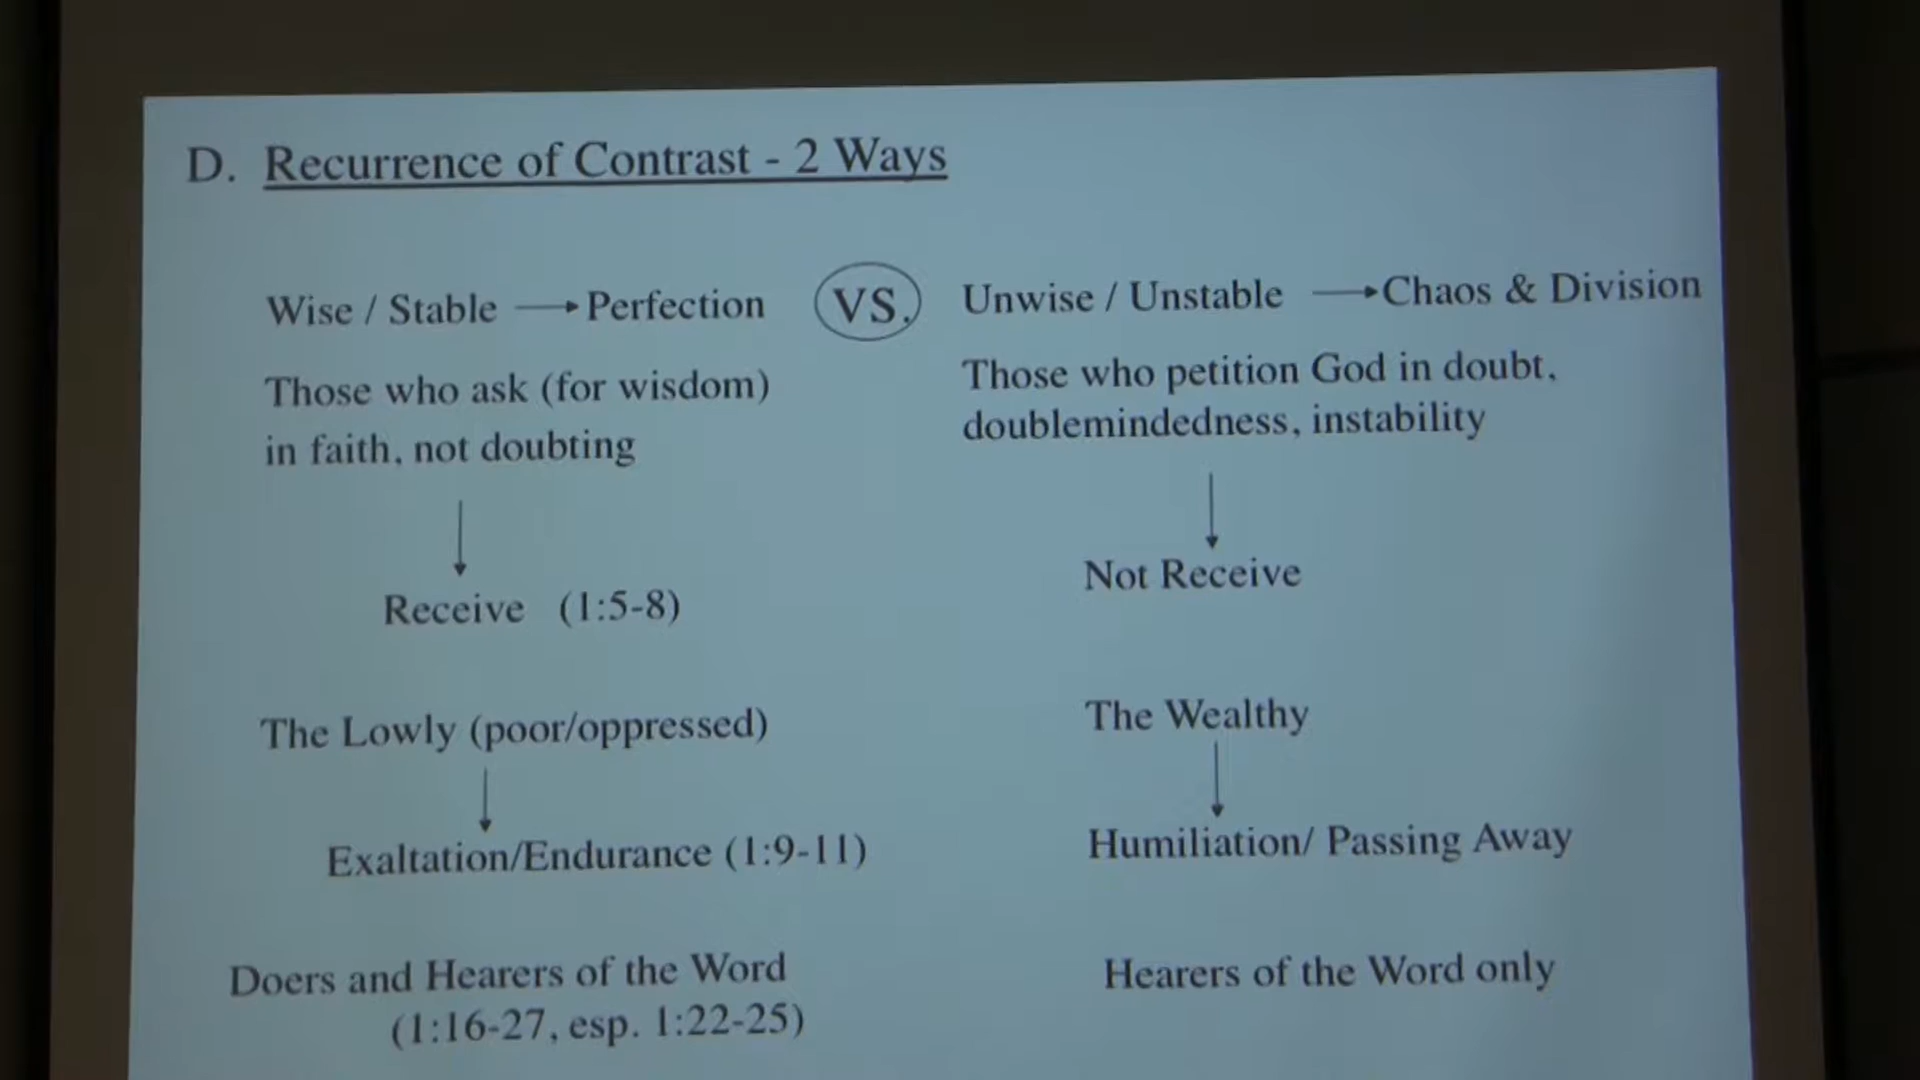 D. Recurrence of Contrast - 2 Ways
Wise / Stable → Perfection VS. Unwise / Unstable → Chaos & Division
Those who ask (for wisdom)
in faith, not doubting
Those who petition God in doubt,
doublemindedness, instability
Receive (1:5-8)
Not Receive
The Lowly (poor/oppressed)
The Wealthy
Exaltation/Endurance (1:9-11)
Humiliation/ Passing Away
Doers and Hearers of the Word
(1:16-27, esp. 1:22-25)
Hearers of the Word only